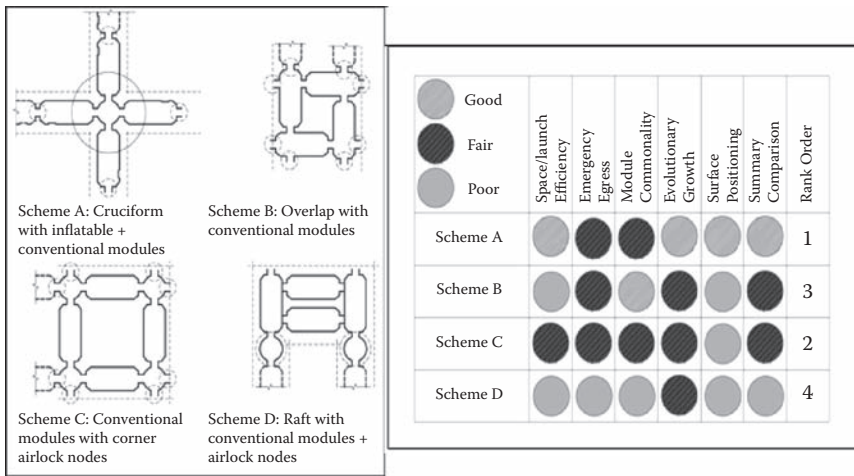 Scheme A: Cruciform
with inflatable +
conventional modules
Scheme B: Overlap with
conventional modules
Scheme C: Conventional
modules with corner
airlock nodes
Scheme D: Raft with
conventional modules +
airlock nodes
Good
Fair
Poor
Space/launch
Efficiency
Emergency
Egress
Module
Commonality
Evolutionary
Growth
Surface
Positioning
Summary
Comparison
Rank Order
Scheme A
1
Scheme B
3
Scheme C
2
Scheme D
4